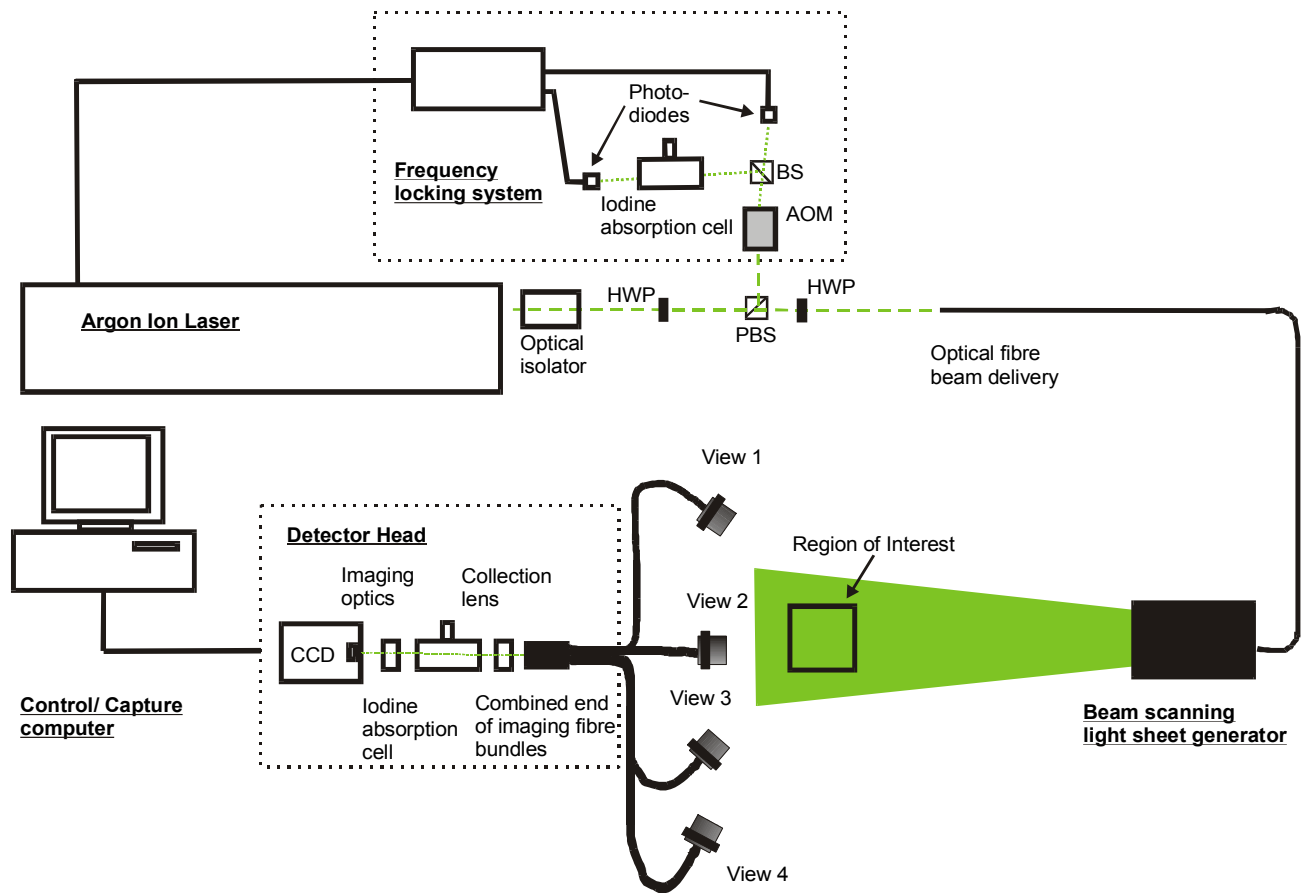 Photo-
diodes
Frequency
locking system
BS
Iodine
absorption cell
AOM
HWP
HWP
Argon Ion Laser
PBS
Optical
isolator
Optical fibre
beam delivery
View 1
Detector Head
Region of Interest
Imaging
optics
Collection
lens
View 2
CCD
View 3
Control/ Capture
computer
Iodine
absorption
cell
Combined end
of imaging fibre
bundles
Beam scanning
light sheet generator
View 4